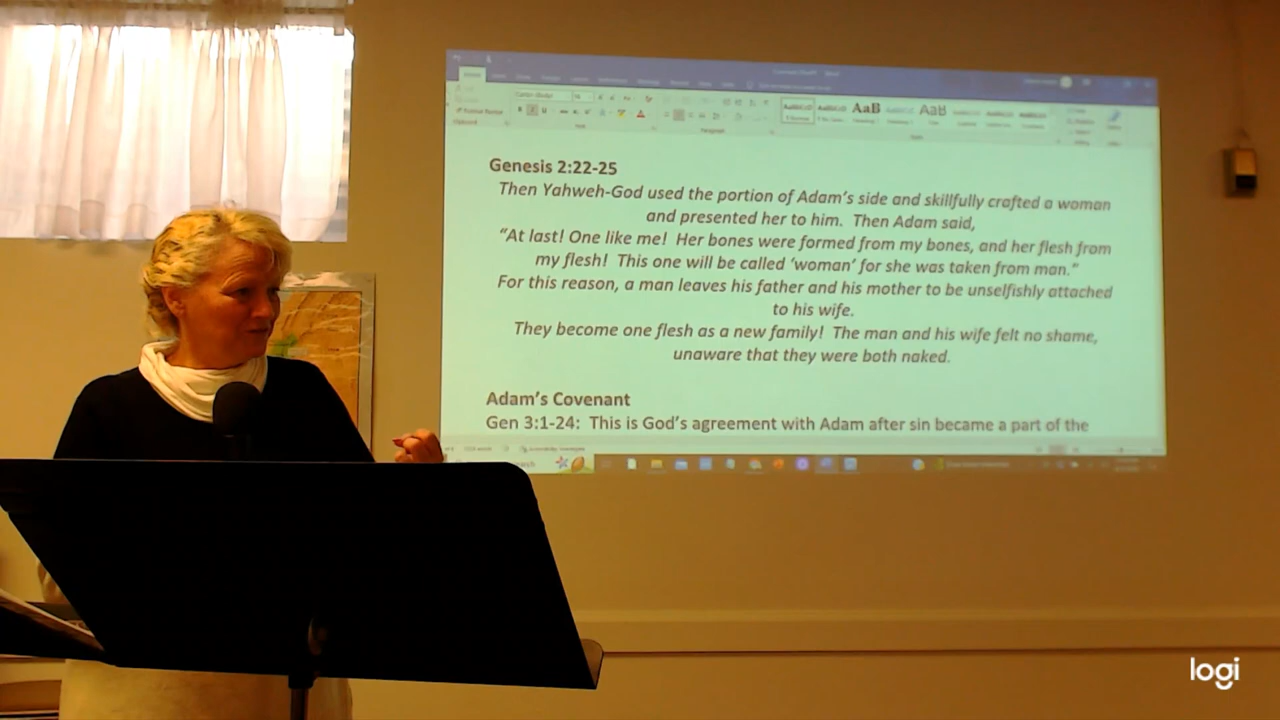 AaB
Genesis 2:22-25
Then Yahweh-God used the portion of Adam's side and skillfully crafted a woman
and presented her to him.  Then Adam said,
“At last! One like me!  Her bones were formed from my bones, and her flesh from
my flesh!  This one will be called ‘woman’ for she was taken from man.”
For this reason, a man leaves his father and his mother to be unselfishly attached
to his wife.
They become one flesh as a new family!  The man and his wife felt no shame,
unaware that they were both naked.
Adam's Covenant
Gen 3:1-24:  This is God's agreement with Adam after sin became a part of the
logi